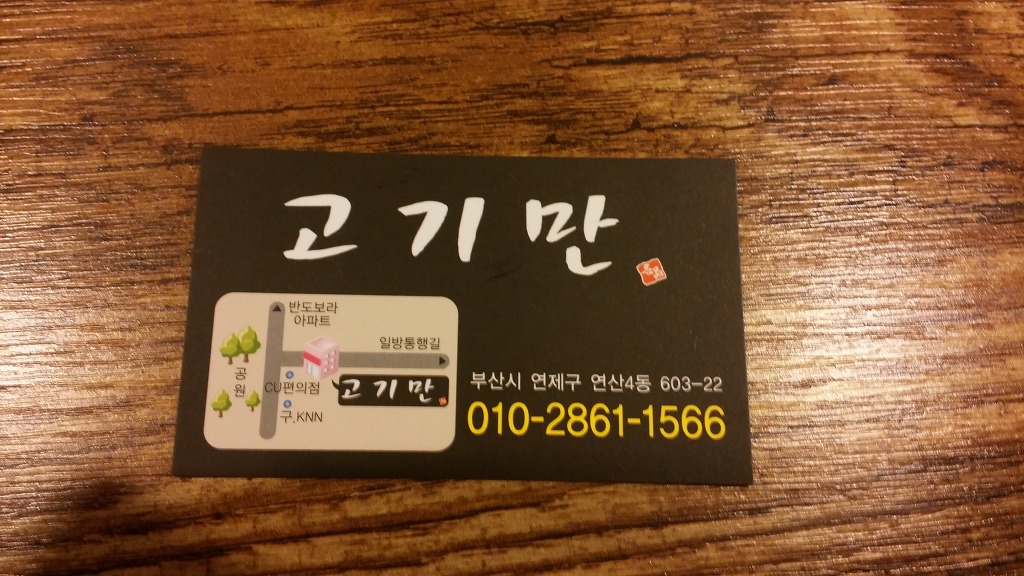 고기만
반도보라
아파트
일방통행길
공원
CU편의점
고기만
구.KNN
부산시 연제구 연산4동 603-22
010-2861-1566